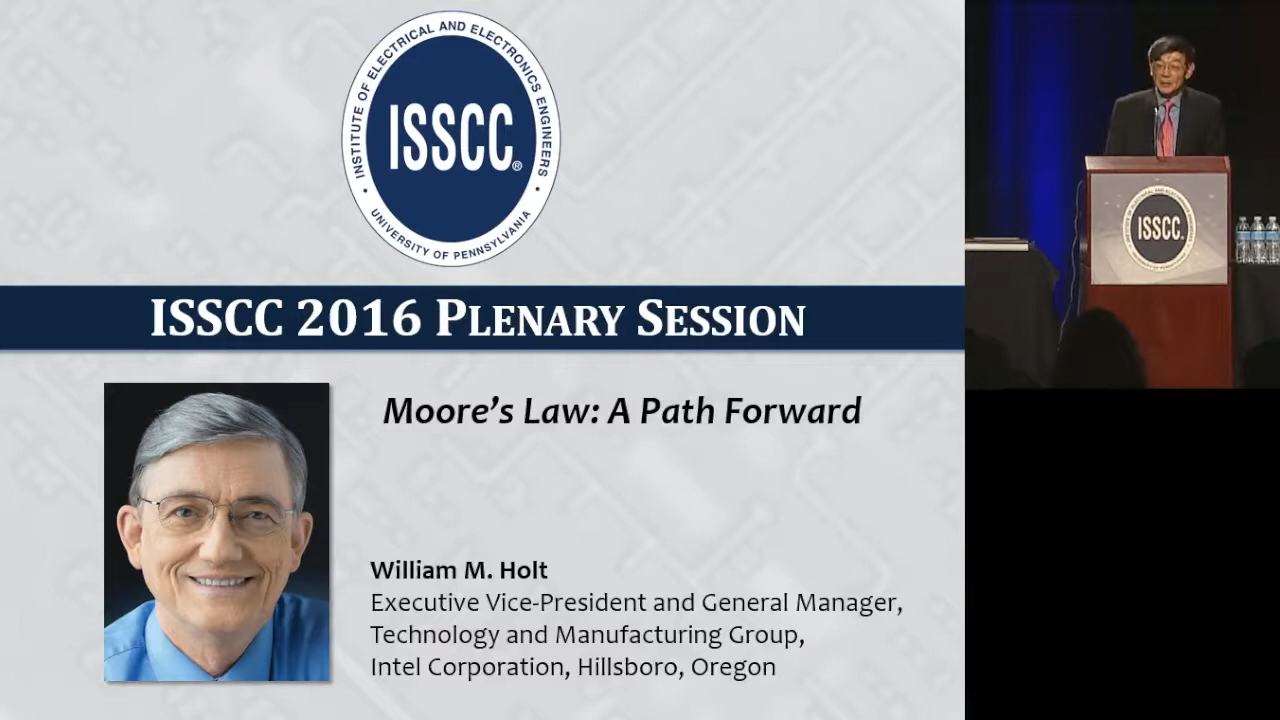 INSTITUTE OF ELECTRICAL AND ELECTRONICS ENGINEERS
ISSCC®
UNIVERSITY OF PENNSYLVANIA
ISSCC 2016 PLENARY SESSION
Moore's Law: A Path Forward
William M. Holt
Executive Vice-President and General Manager,
Technology and Manufacturing Group,
Intel Corporation, Hillsboro, Oregon
ISSCC